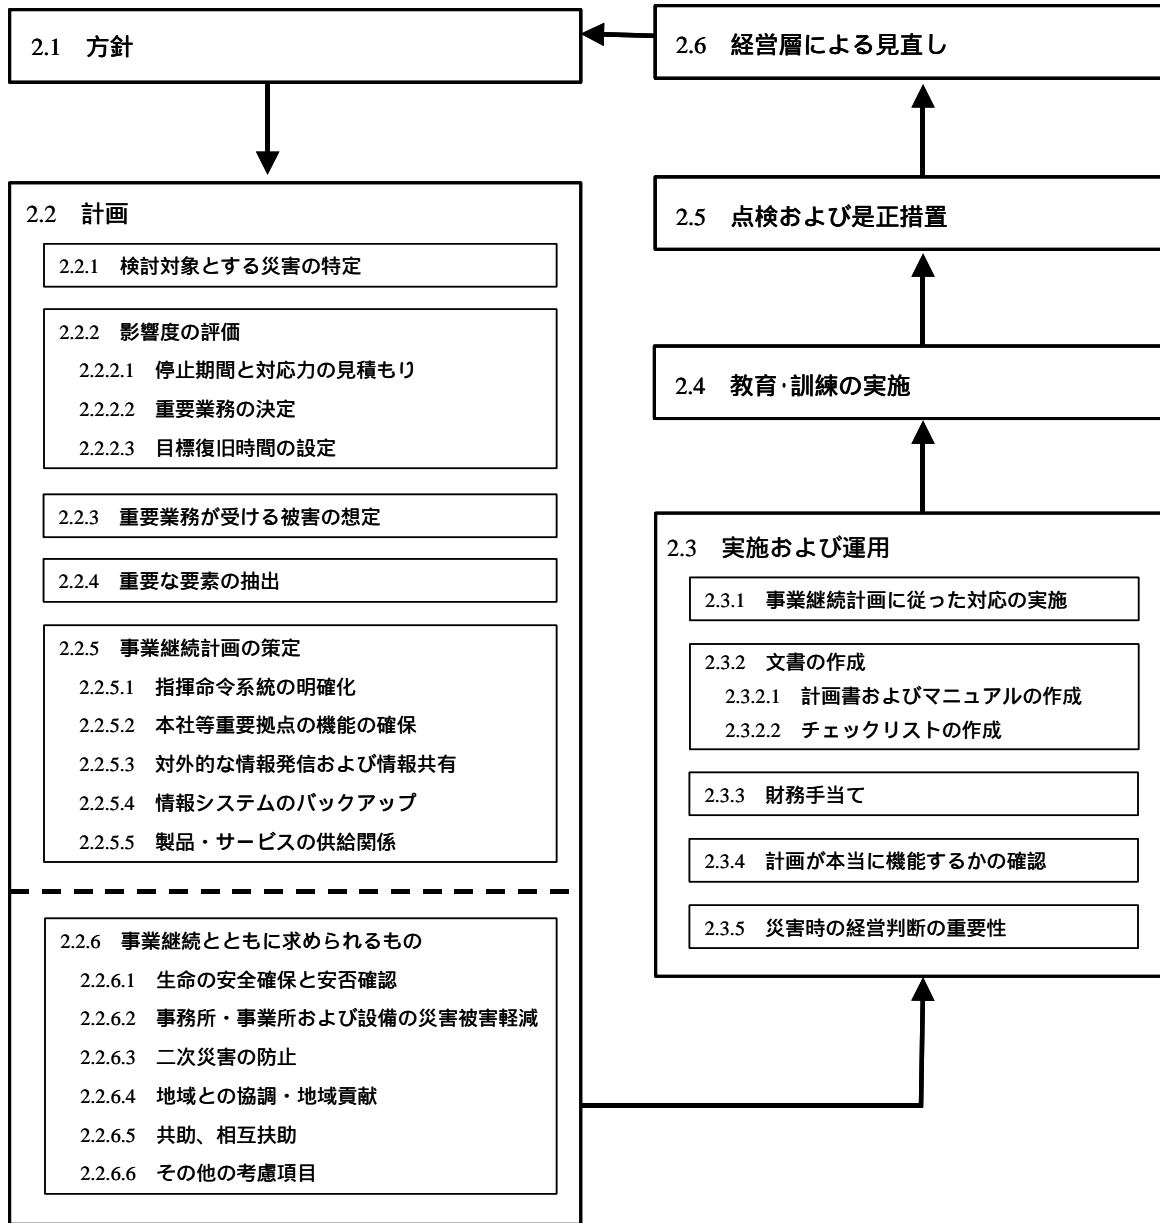 2.1 方針
2.2 計画
2.2.1 検討対象とする災害の特定
2.2.2 影響度の評価
2.2.2.1 停止期間と対応力の見積もり
2.2.2.2 重要業務の決定
2.2.2.3 目標復旧時間の設定
2.2.3 重要業務が受ける被害の想定
2.2.4 重要な要素の抽出
2.2.5 事業継続計画の策定
2.2.5.1 指揮命令系統の明確化
2.2.5.2 本社等重要拠点の機能の確保
2.2.5.3 対外的な情報発信および情報共有
2.2.5.4 情報システムのバックアップ
2.2.5.5 製品・サービスの供給関係
2.2.6 事業継続とともに求められるもの
2.2.6.1 生命の安全確保と安否確認
2.2.6.2 事務所・事業所および設備の災害被害軽減
2.2.6.3 二次災害の防止
2.2.6.4 地域との協調・地域貢献
2.2.6.5 共助、相互扶助
2.2.6.6 その他の考慮項目
2.3 実施および運用
2.3.1 事業継続計画に従った対応の実施
2.3.2 文書の作成
2.3.2.1 計画書およびマニュアルの作成
2.3.2.2 チェックリストの作成
2.3.3 財務手当て
2.3.4 計画が本当に機能するかの確認
2.3.5 災害時の経営判断の重要性
2.4 教育・訓練の実施
2.5 点検および是正措置
2.6 経営層による見直し